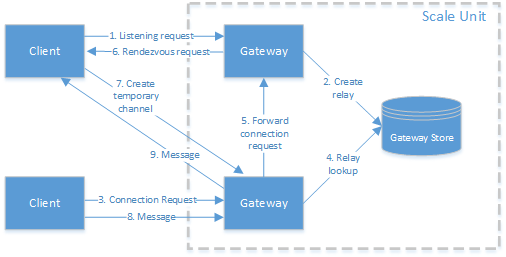 Scale Unit
Client
1. Listening request
6. Rendezvous request
Gateway
2. Create
relay
7. Create
temporary
channel
5. Forward
connection
request
Gateway Store
9. Message
4. Relay
lookup
Client
3. Connection Request
8. Message
Gateway